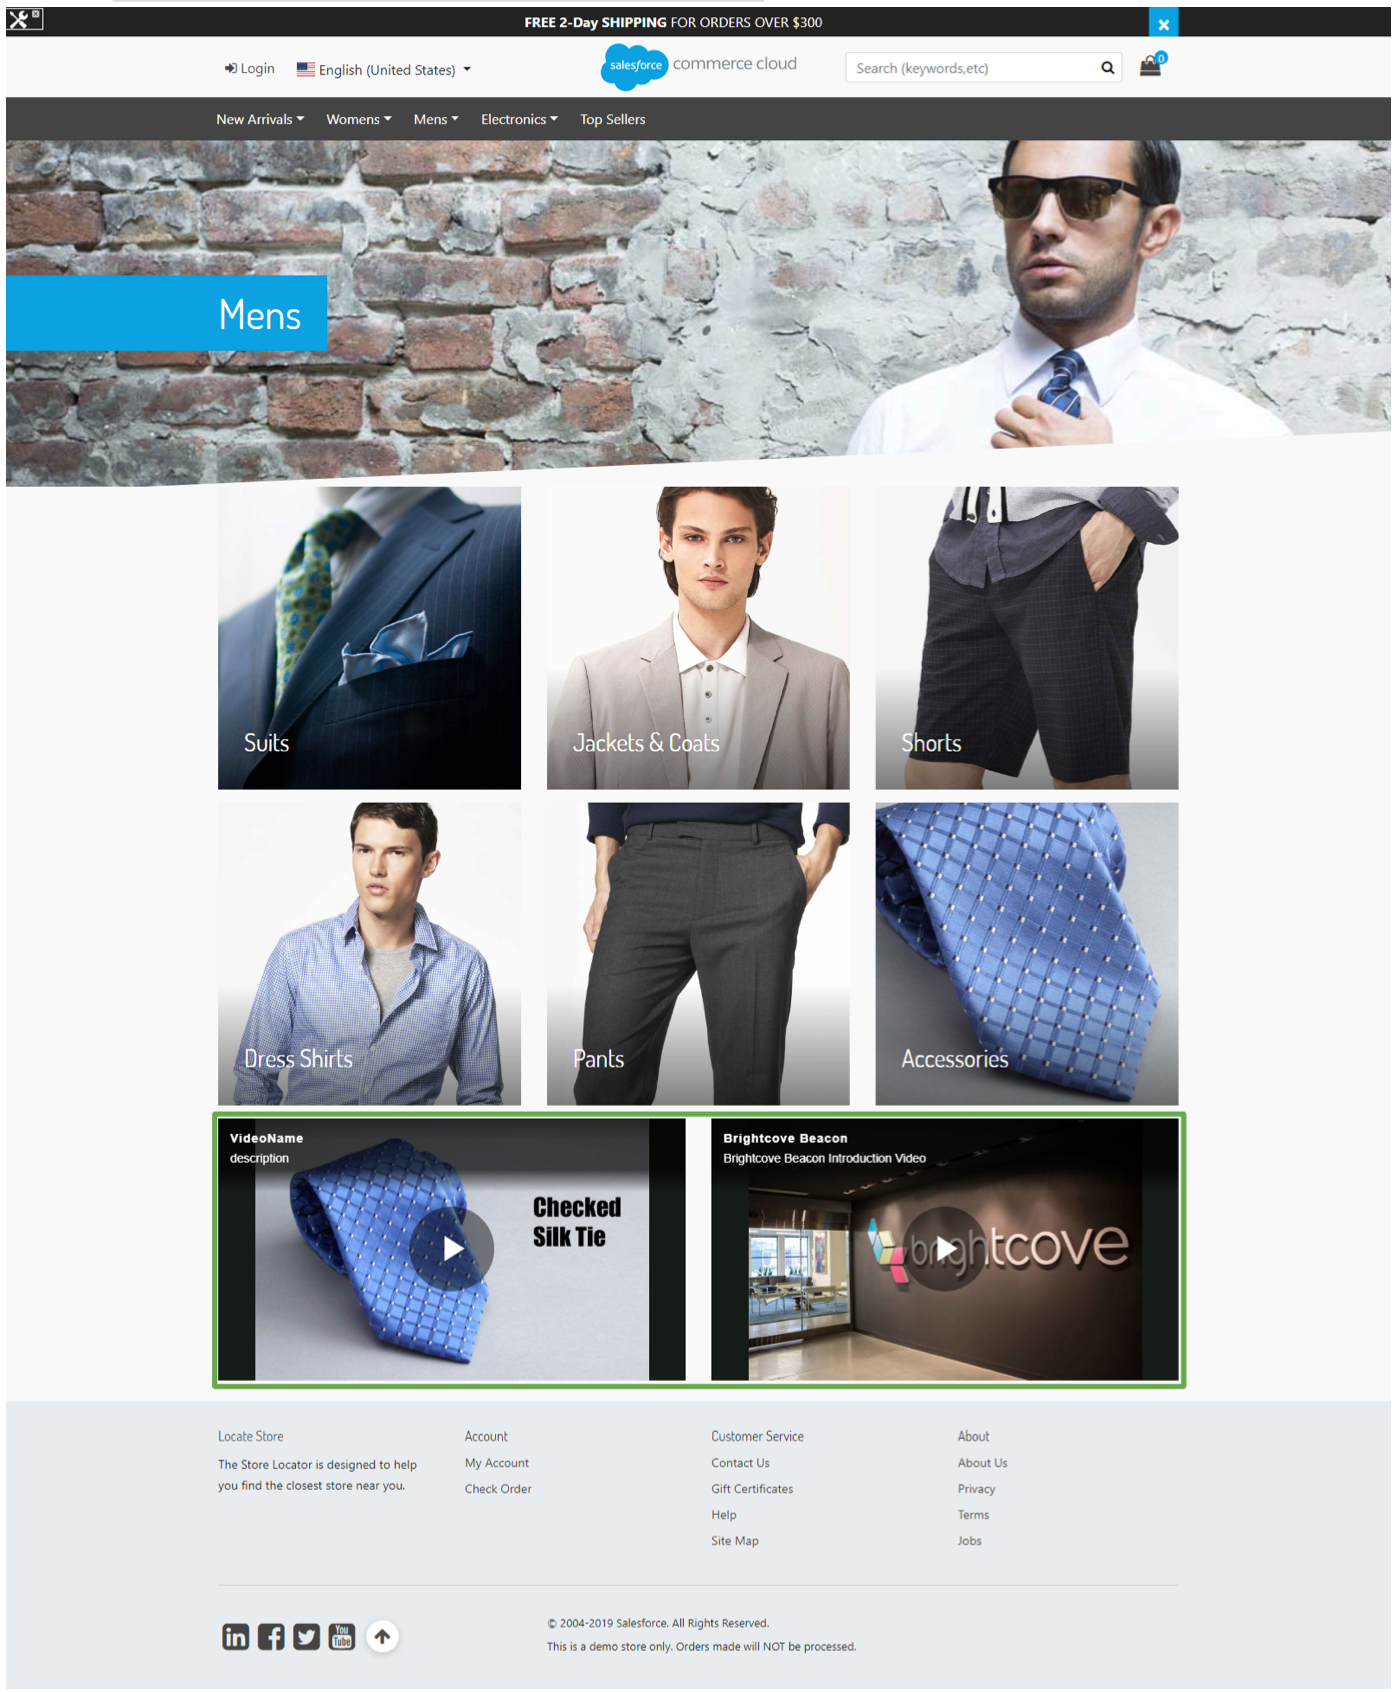 FREE 2-Day SHIPPING FOR ORDERS OVER $300
Login English (United States) salesforce commerce cloud Search (keywords,etc) 0
New Arrivals Womens Mens Electronics Top Sellers
Mens
Suits Jackets & Coats Shorts
Dress Shirts Pants Accessories
VideoName
description
Checked
Silk Tie
Brightcove Beacon
Brightcove Beacon Introduction Video
brightcove
Locate Store
The Store Locator is designed to help
you find the closest store near you.
Account
My Account
Check Order
Customer Service
Contact Us
Gift Certificates
Help
Site Map
About
About Us
Privacy
Terms
Jobs
in
You
Tube
© 2004-2019 Salesforce. All Rights Reserved.
This is a demo store only. Orders made will NOT be processed.